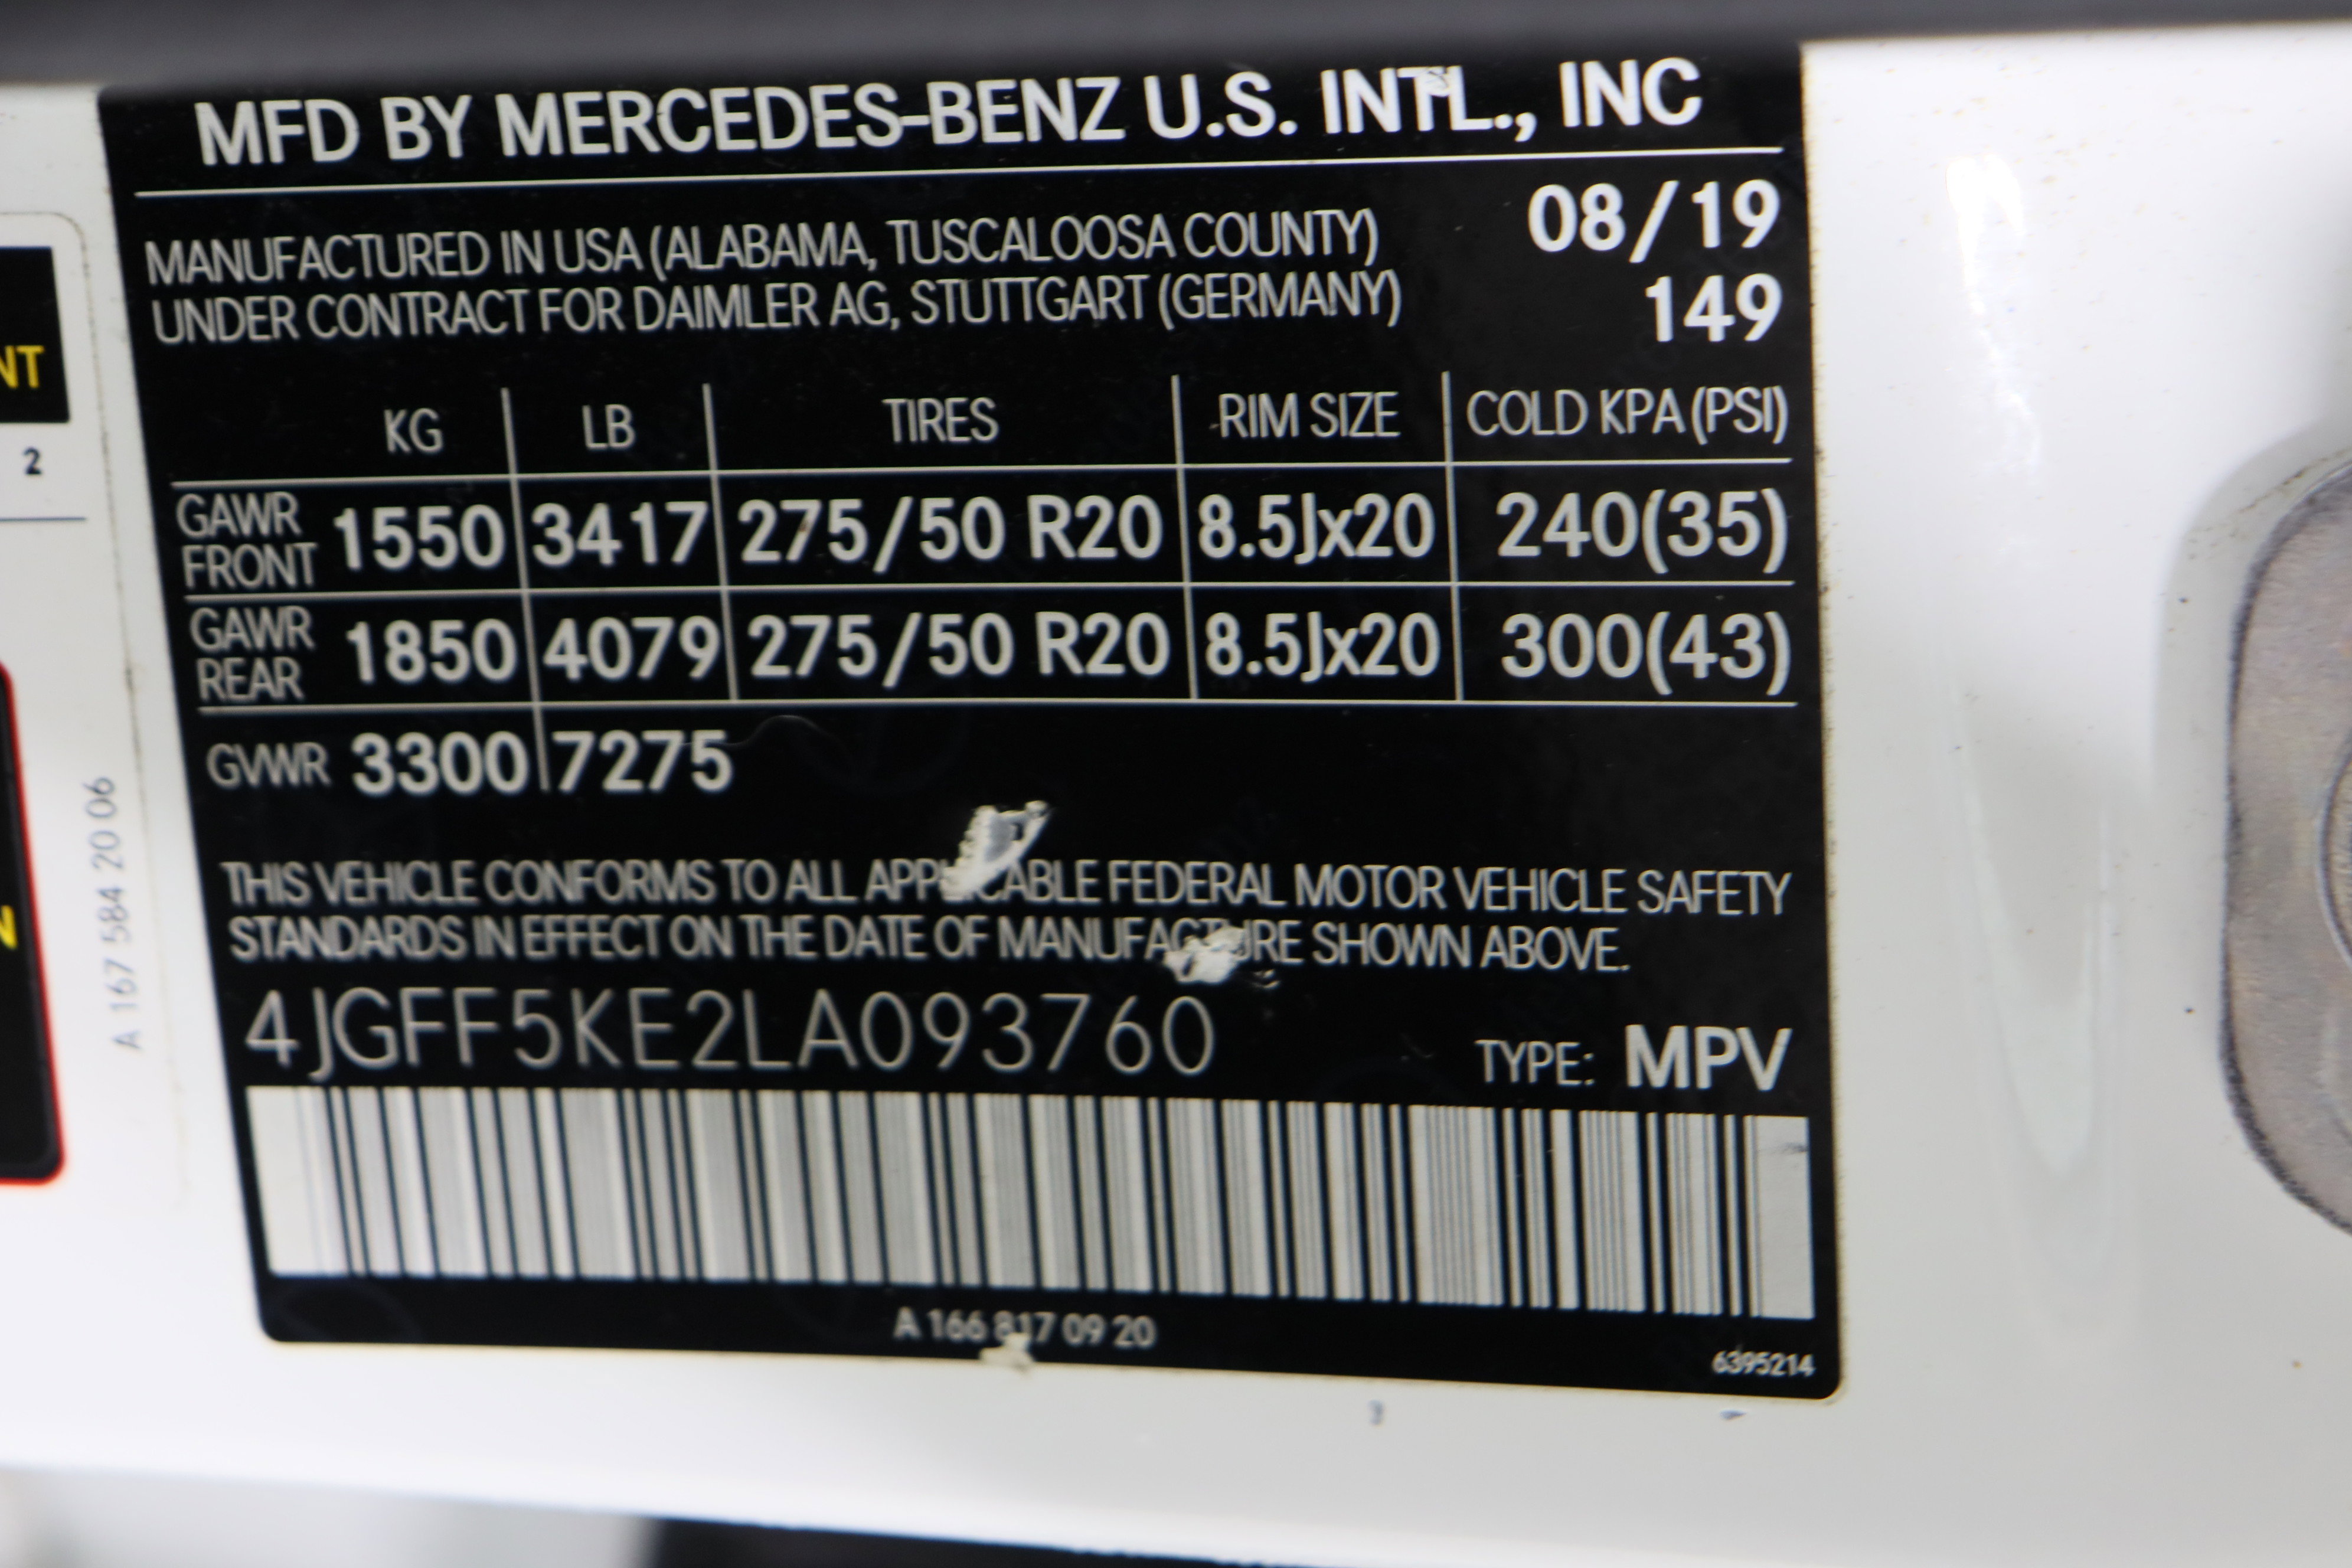 MFD BY MERCEDES-BENZ U.S. INTL., INC
08/19
MANUFACTURED IN USA (ALABAMA, TUSCALOOSA COUNTY)
UNDER CONTRACT FOR DAIMLER AG, STUTTGART (GERMANY)
149
KG LB TIRES RIM SIZE COLD KPA (PSI)
GAWR FRONT 1550 3417 275/50 R20 8.5Jx20 240(35)
GAWR REAR 1850 4079 275/50 R20 8.5Jx20 300(43)
GVWR 3300 7275
THIS VEHICLE CONFORMS TO ALL APPLICABLE FEDERAL MOTOR VEHICLE SAFETY
STANDARDS IN EFFECT ON THE DATE OF MANUFACTURE SHOWN ABOVE.
4JGFF5KE2LA093760
TYPE: MPV
A 166 817 09 20
6395214
NT
2
N
A 167 584 20 06